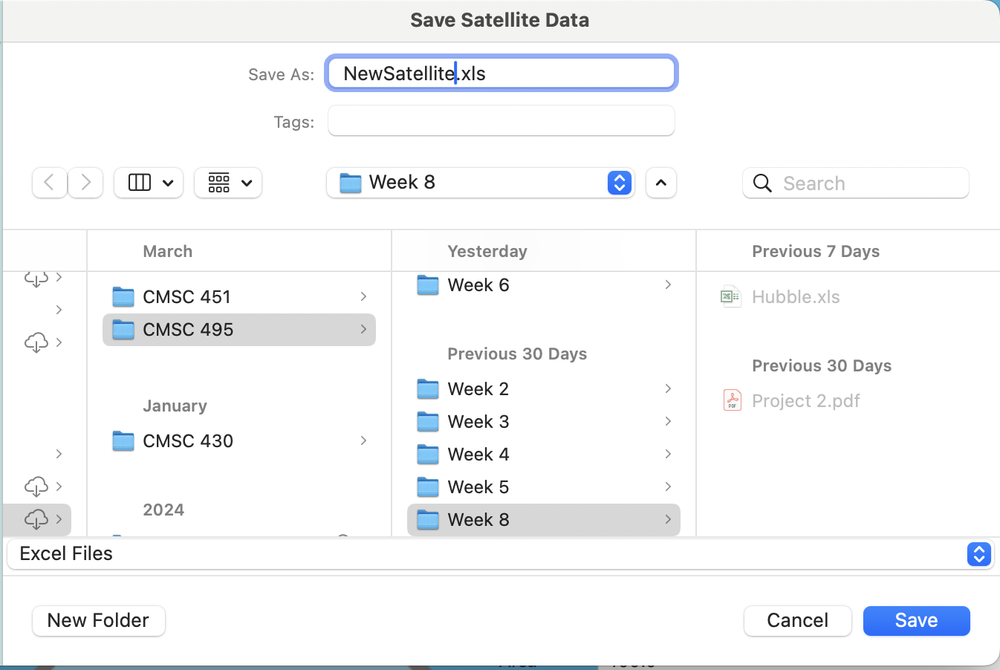 Save Satellite Data
Save As: NewSatellite.xls
Tags:
Week 8
Search
March
CMSC 451
CMSC 495
January
CMSC 430
2024
Yesterday
Week 6
Previous 30 Days
Week 2
Week 3
Week 4
Week 5
Week 8
Previous 7 Days
Hubble.xls
Previous 30 Days
PDF
Project 2.pdf
Excel Files
New Folder
Cancel
Save